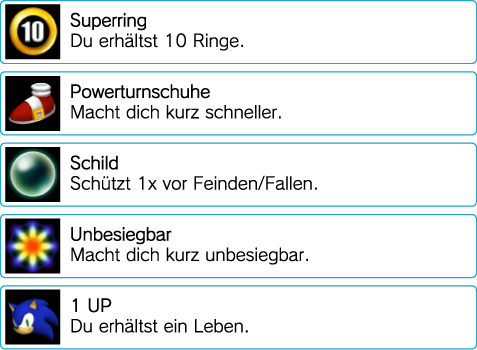 10
Superring
Du erhältst 10 Ringe.
Powerturnschuhe
Macht dich kurz schneller.
Schild
Schützt 1x vor Feinden/Fallen.
Unbesiegbar
Macht dich kurz unbesiegbar.
1 UP
Du erhältst ein Leben.